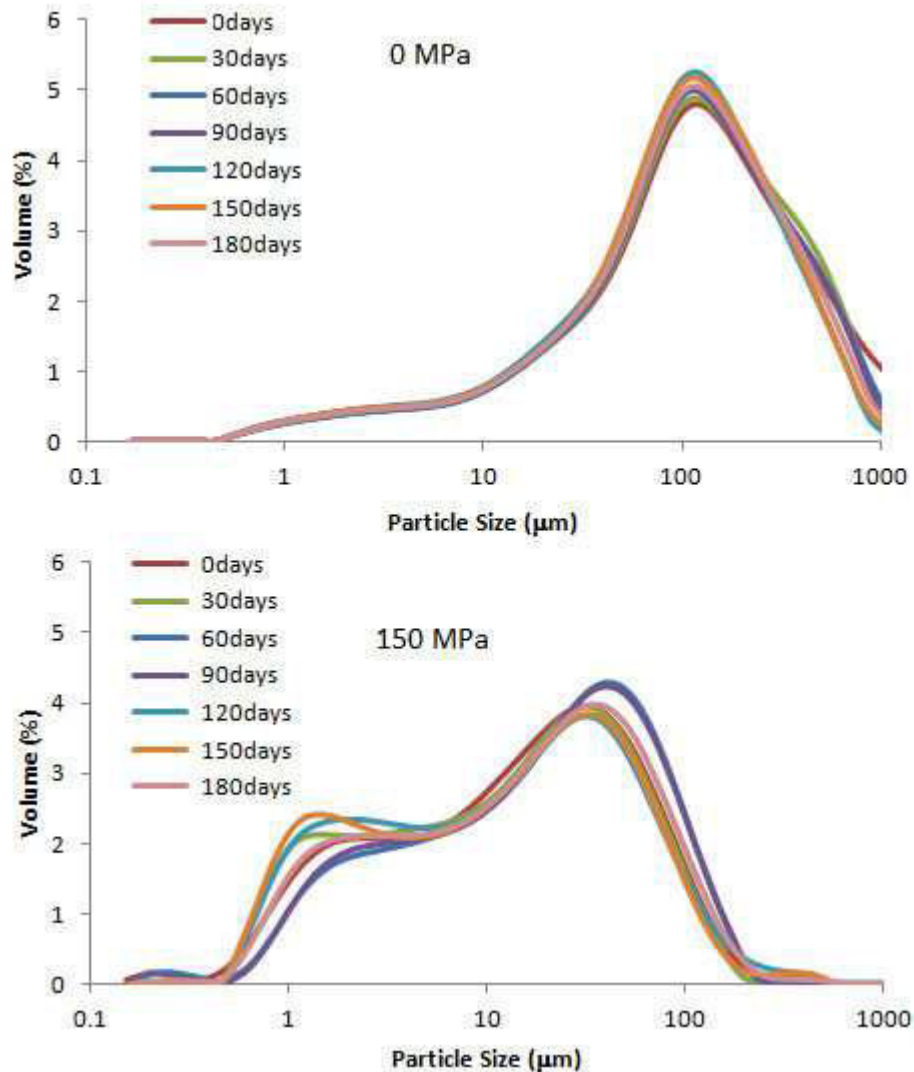 6
0days
0 MPa
30days
5
60days
4
90days
Volume (%)
3
120days
150days
2
180days
1
0
0.1 1 10 100 1000
Particle Size (µm)
6
0days
30days
5
60days
150 MPa
4
90days
Volume (%)
3
120days
150days
2
180days
1
0
0.1 1 10 100 1000
Particle Size (µm)